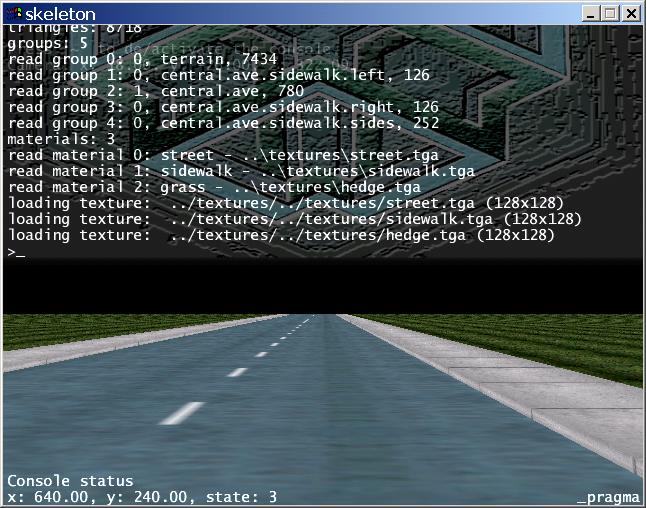 skeleton
triangles: 8718
groups: 5
read group 0: 0, terrain, 7434
read group 1: 0, central.ave.sidewalk.left, 126
read group 2: 1, central.ave, 780
read group 3: 0, central.ave.sidewalk.right, 126
read group 4: 0, central.ave.sidewalk.sides, 252
materials: 3
read material 0: street - ..\textures\street.tga
read material 1: sidewalk - ..\textures\sidewalk.tga
read material 2: grass - ..\textures\hedge.tga
loading texture:  ../textures/../textures/street.tga (128x128)
loading texture:  ../textures/../textures/sidewalk.tga (128x128)
loading texture:  ../textures/../textures/hedge.tga (128x128)
>_
Console status
x: 640.00, y: 240.00, state: 3
_pragma